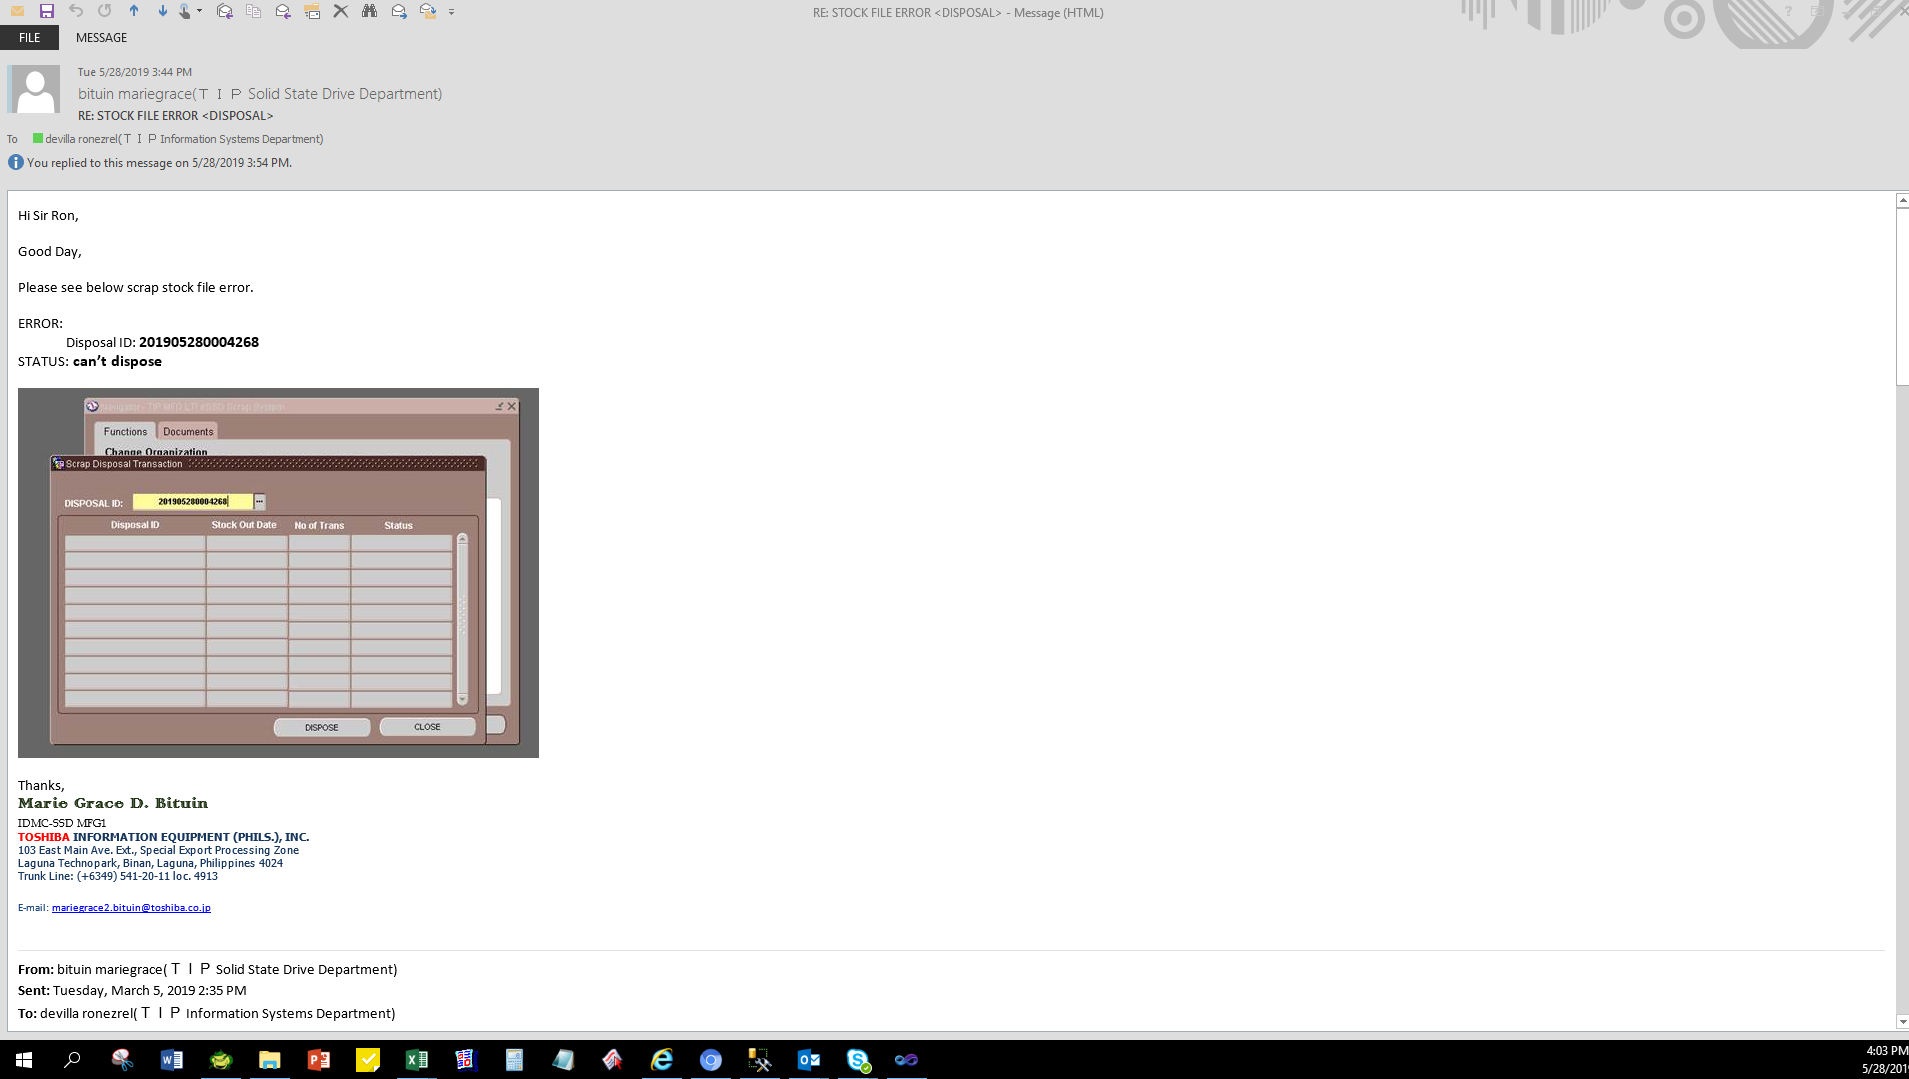 RE: STOCK FILE ERROR <DISPOSAL> - Message (HTML)
FILE MESSAGE
Tue 5/28/2019 3:44 PM
bituin mariegrace(ＴＩＰ Solid State Drive Department)
RE: STOCK FILE ERROR <DISPOSAL>
To devilla ronezrel(ＴＩＰ Information Systems Department)
You replied to this message on 5/28/2019 3:54 PM.
Hi Sir Ron,
Good Day,
Please see below scrap stock file error.
ERROR:
Disposal ID: 201905280004268
STATUS: can’t dispose
Functions Documents
Change Organization
Scrap Disposal Transaction
DISPOSAL ID: 201905280004268
Disposal ID Stock Out Date No of Trans Status
DISPOSE CLOSE
Thanks,
Marie Grace D. Bituin
IDMC-SSD MFG1
TOSHIBA INFORMATION EQUIPMENT (PHILS.), INC.
103 East Main Ave. Ext., Special Export Processing Zone
Laguna Technopark, Binan, Laguna, Philippines 4024
Trunk Line: (+6349) 541-20-11 loc. 4913
E-mail: mariegrace2.bituin@toshiba.co.jp
From: bituin mariegrace(ＴＩＰ Solid State Drive Department)
Sent: Tuesday, March 5, 2019 2:35 PM
To: devilla ronezrel(ＴＩＰ Information Systems Department)
4:03 PM
5/28/201